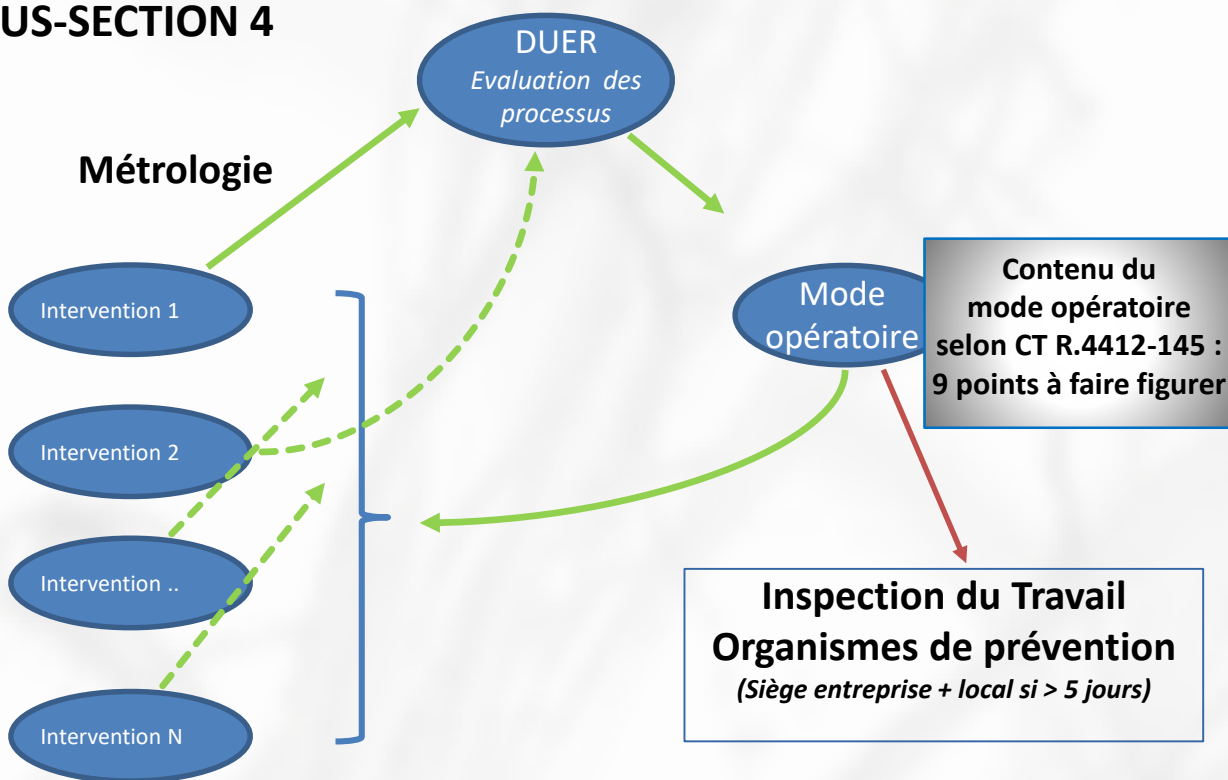 US-SECTION 4
DUER
Evaluation des
processus
Métrologie
Intervention 1
Intervention 2
Intervention ..
Intervention N
Mode
opératoire
Contenu du
mode opératoire
selon CT R.4412-145 :
9 points à faire figurer
Inspection du Travail
Organismes de prévention
(Siège entreprise + local si > 5 jours)